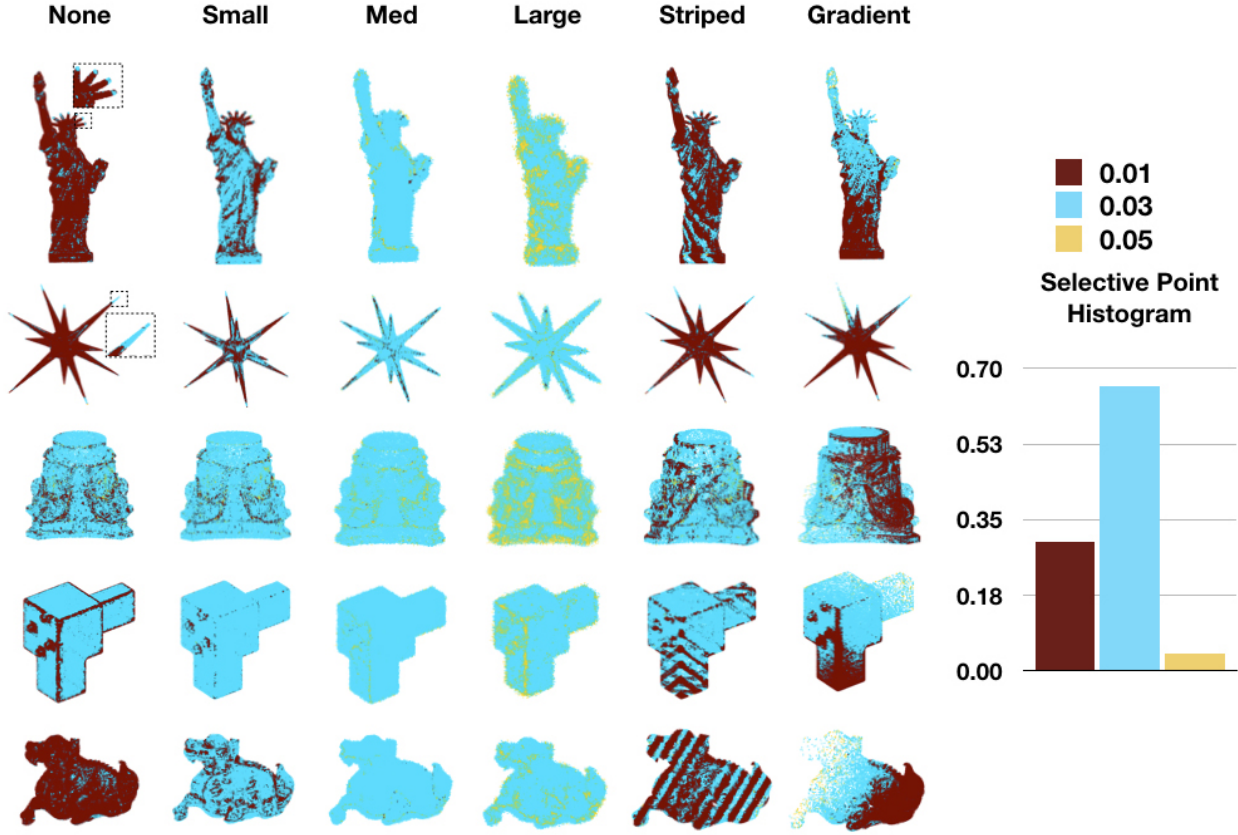 None Small Med Large Striped Gradient
0.01
0.03
0.05
Selective Point
Histogram
0.70
0.53
0.35
0.18
0.00